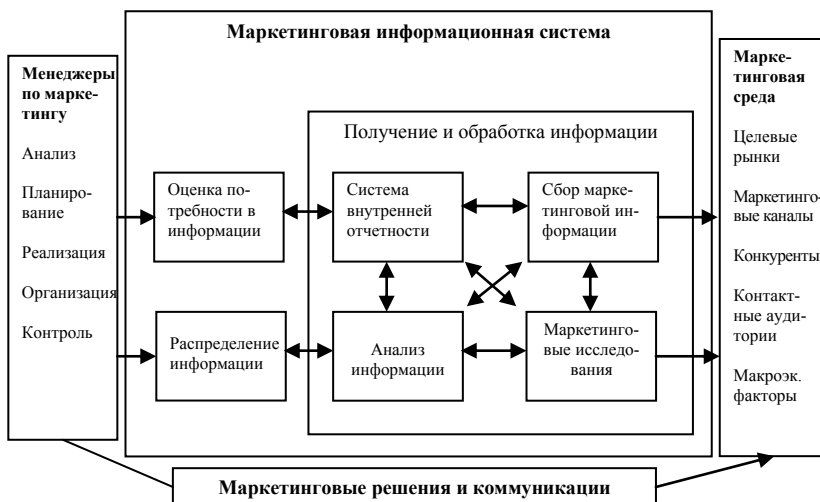 Маркетинговая информационная система
Менеджеры
по марке-
тингу
Анализ
Планиро-
вание
Реализация
Организация
Контроль
Оценка по-
требности в
информации
Распределение
информации
Получение и обработка информации
Система
внутренней
отчетности
Сбор марке-
тинговой ин-
формации
Анализ
информации
Маркетинго-
вые исследо-
вания
Марке-
тинговая
среда
Целевые
рынки
Маркетинго-
вые каналы
Конкуренты
Контакт-
ные ауди-
тории
Макроэк.
факторы
Маркетинговые решения и коммуникации